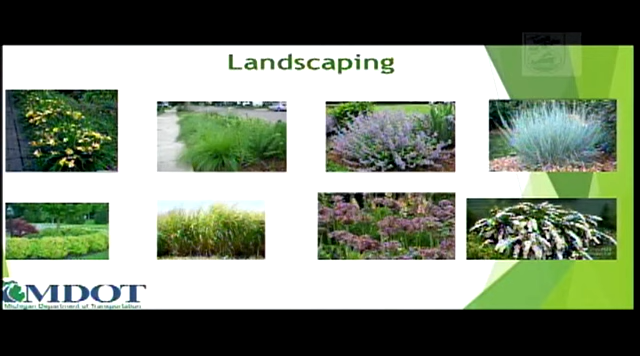 Landscaping
MDOT
Michigan Department of Transportation